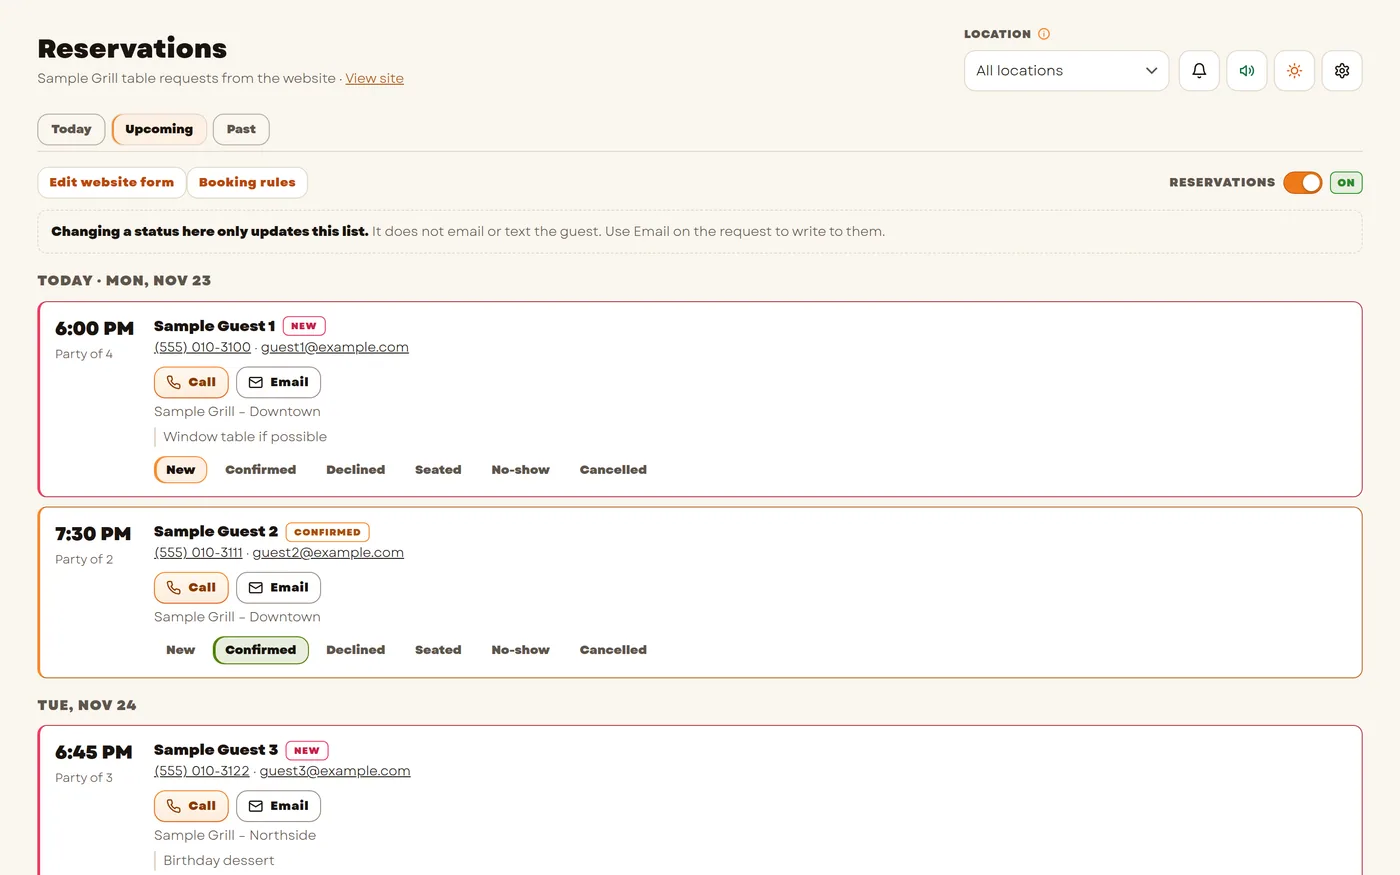 Reservations
Sample Grill table requests from the website · View site
LOCATION
All locations
Today
Upcoming
Past
Edit website form
Booking rules
RESERVATIONS
ON
Changing a status here only updates this list. It does not email or text the guest. Use Email on the request to write to them.
TODAY · MON, NOV 23
6:00 PM
Party of 4
Sample Guest 1 NEW
(555) 010-3100 · guest1@example.com
Call Email
Sample Grill – Downtown
Window table if possible
New Confirmed Declined Seated No-show Cancelled
7:30 PM
Party of 2
Sample Guest 2 CONFIRMED
(555) 010-3111 · guest2@example.com
Call Email
Sample Grill – Downtown
New Confirmed Declined Seated No-show Cancelled
TUE, NOV 24
6:45 PM
Party of 3
Sample Guest 3 NEW
(555) 010-3122 · guest3@example.com
Call Email
Sample Grill – Northside
Birthday dessert